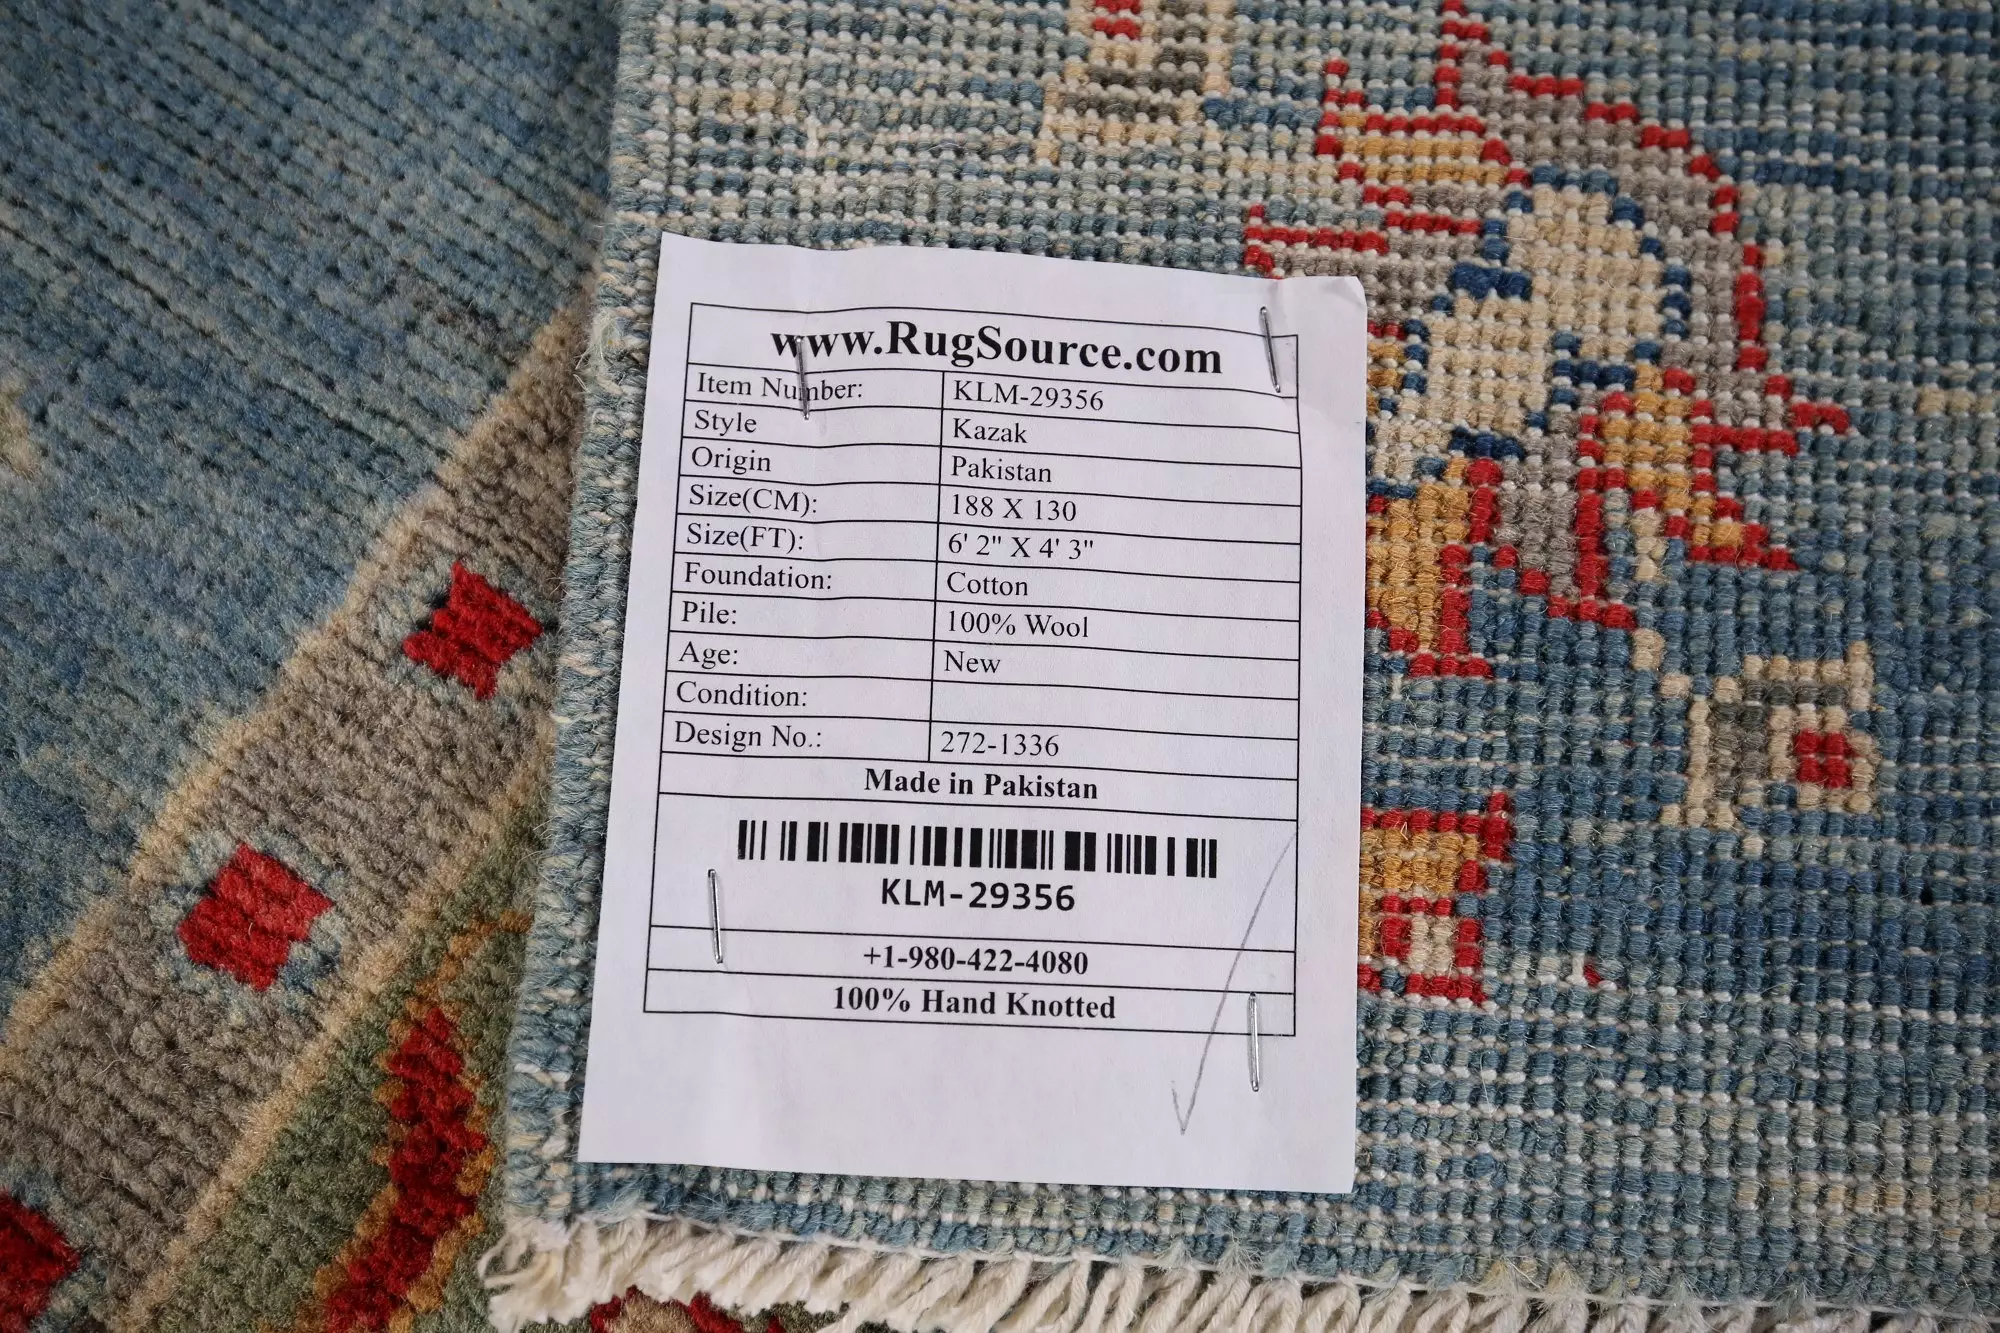 www.RugSource.com
Item Number: KLM-29356
Style Kazak
Origin Pakistan
Size(CM): 188 X 130
Size(FT): 6' 2" X 4' 3"
Foundation: Cotton
Pile: 100% Wool
Age: New
Condition:
Design No.: 272-1336
Made in Pakistan
KLM-29356
+1-980-422-4080
100% Hand Knotted